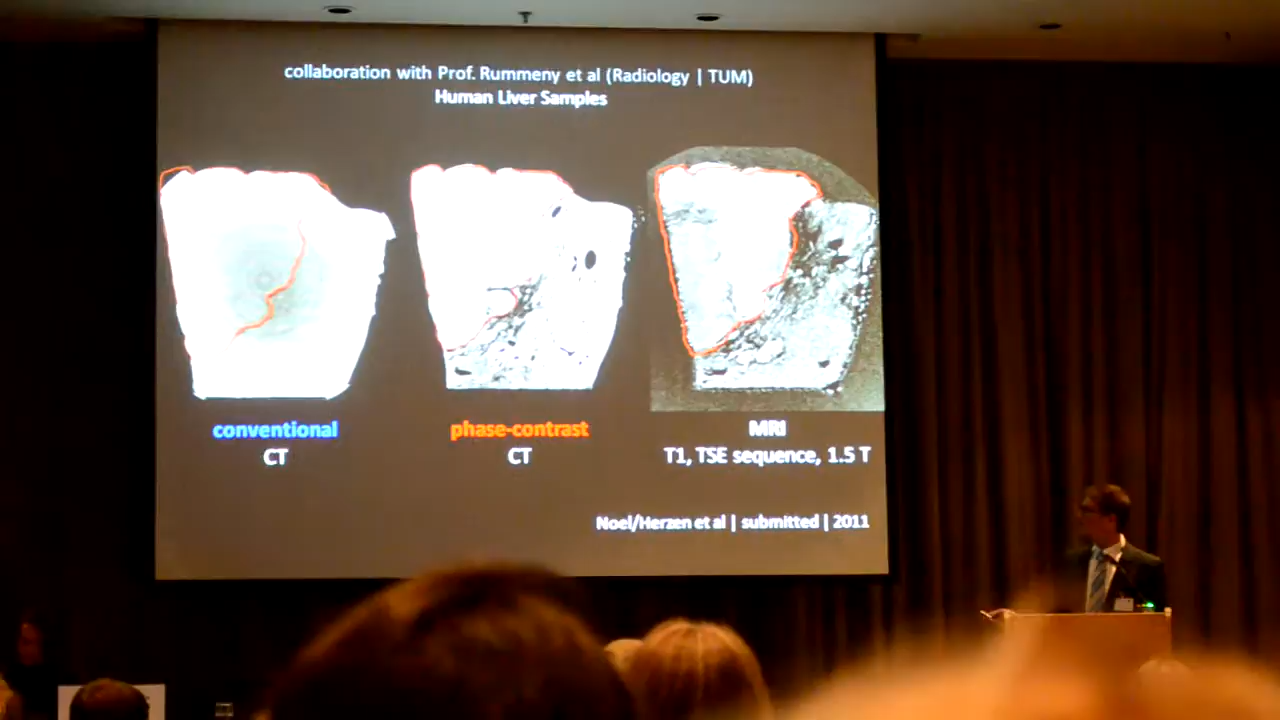 collaboration with Prof. Rummeny et al (Radiology | TUM)
Human Liver Samples
conventional
CT
phase-contrast
CT
MRI
T1, TSE sequence, 1.5 T
Noel/Herzen et al | submitted | 2011